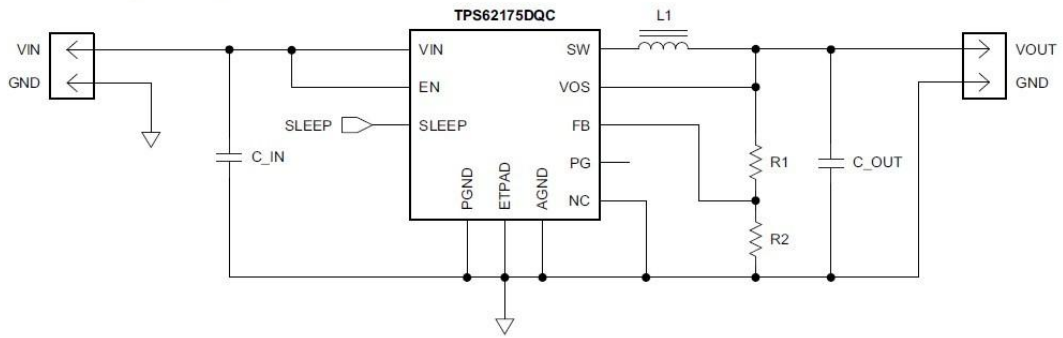 TPS62175DQC
L1
VIN
VIN
SW
VOUT
GND
EN
VOS
GND
SLEEP
SLEEP
FB
C_IN
PG
R1
C_OUT
PGND
ETPAD
AGND
NC
R2